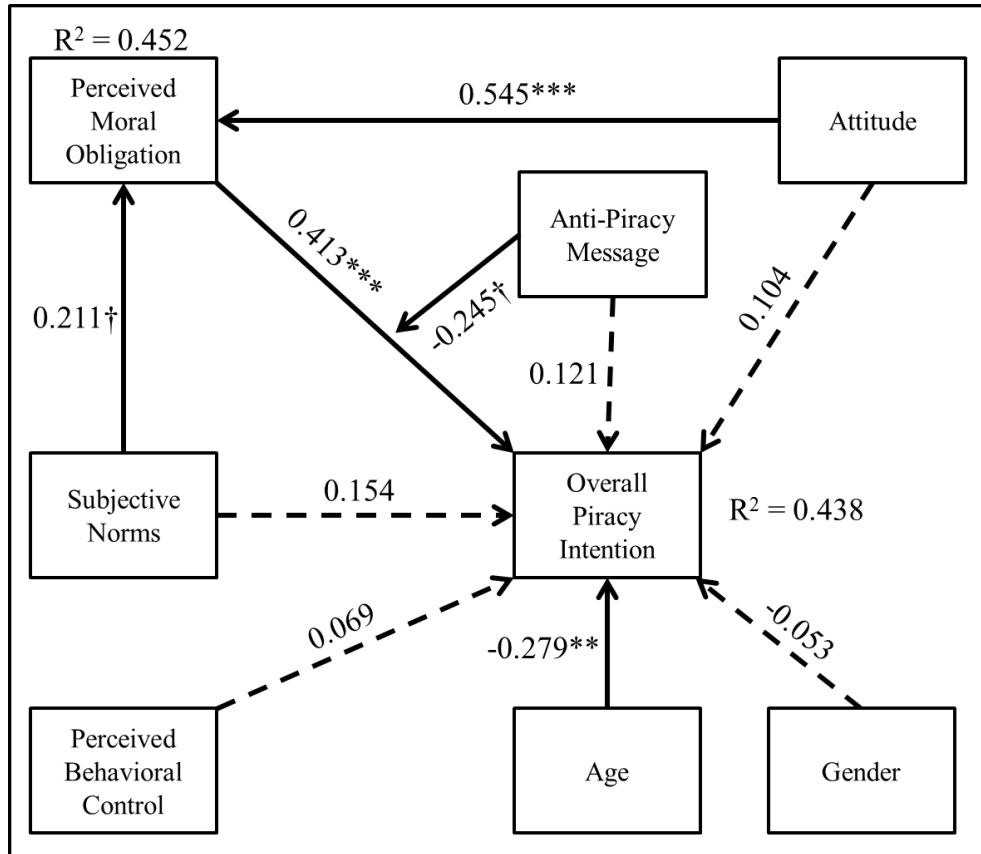 R² = 0.452
Perceived
Moral
Obligation
0.545***
Attitude
Anti-Piracy
Message
0.413***
-0.245†
0.104
0.211†
0.121
Subjective
Norms
0.154
Overall
Piracy
Intention
R² = 0.438
0.069
-0.279**
-0.053
Perceived
Behavioral
Control
Age
Gender